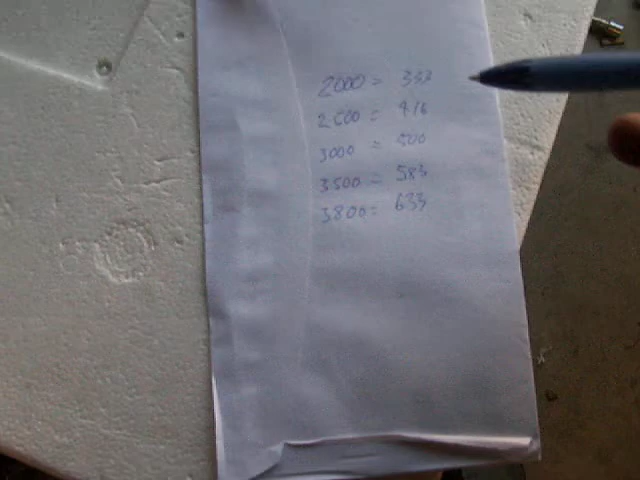 2000 = 333
2500 = 416
3000 = 500
3500 = 583
3800 = 633